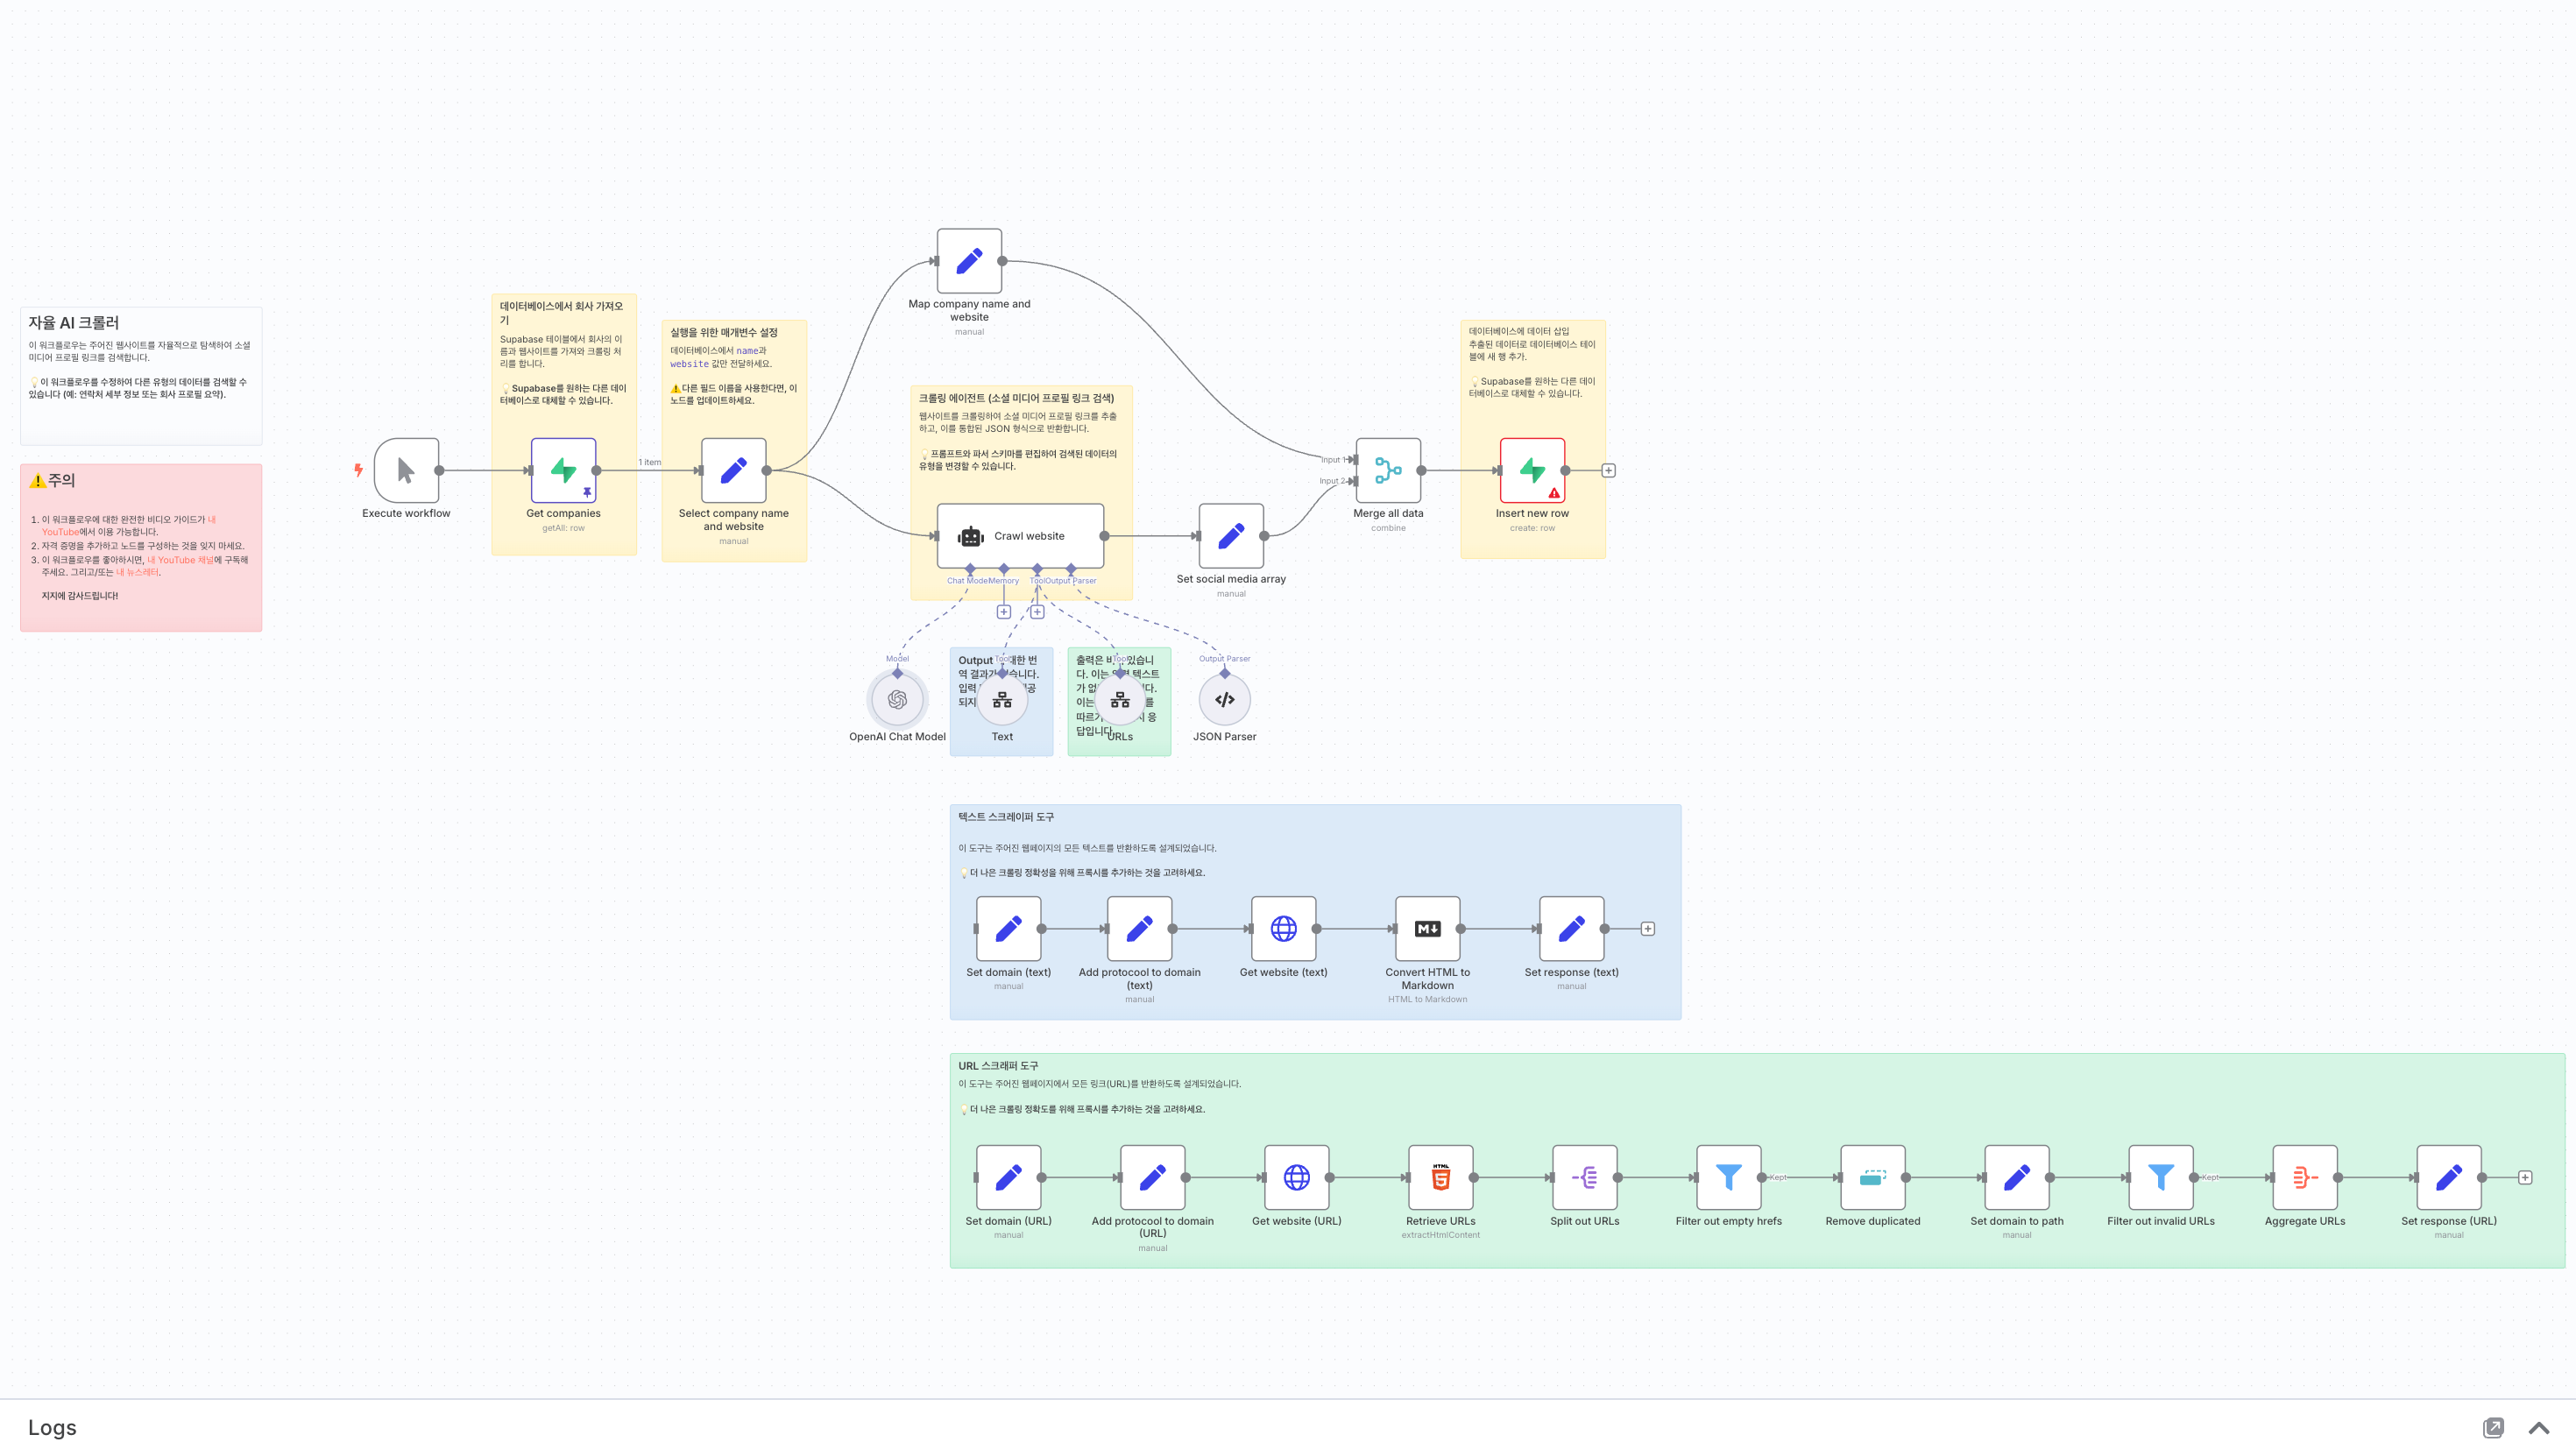 자율 AI 크롤러
이 워크플로우는 주어진 웹사이트를 자율적으로 탐색하여 소셜
미디어 프로필 링크를 검색합니다.
💡이 워크플로우를 수정하여 다른 유형의 데이터를 검색할 수
있습니다 (예: 연락처 세부 정보 또는 회사 프로필 요약).
⚠️주의
1. 이 워크플로우에 대한 완전한 비디오 가이드가 내
YouTube에서 이용 가능합니다.
2. 자격 증명을 추가하고 노드를 구성하는 것을 잊지 마세요.
3. 이 워크플로우를 좋아하시면, 내 YouTube 채널에 구독해
주세요. 그리고/또는 내 뉴스레터.
지지에 감사드립니다!
Execute workflow
데이터베이스에서 회사 가져오
기
Supabase 테이블에서 회사의 이
름과 웹사이트를 가져와 크롤링 처
리를 합니다.
💡Supabase를 원하는 다른 데이
터베이스로 대체할 수 있습니다.
Get companies
getAll: row
1 item
실행을 위한 매개변수 설정
데이터베이스에서 name과
website 값만 전달하세요.
⚠️다른 필드 이름을 사용한다면, 이
노드를 업데이트하세요.
Select company name
and website
manual
Map company name and
website
manual
크롤링 에이전트 (소셜 미디어 프로필 링크 검색)
웹사이트를 크롤링하여 소셜 미디어 프로필 링크를 추출
하고, 이를 통합된 JSON 형식으로 반환합니다.
💡프롬프트와 파서 스키마를 편집하여 검색된 데이터의
유형을 변경할 수 있습니다.
Crawl website
Chat Model
Memory
Tool
Output Parser
Set social media array
manual
Input 1
Input 2
Merge all data
combine
데이터베이스에 데이터 삽입
추출된 데이터로 데이터베이스 테이
블에 새 행 추가.
💡Supabase를 원하는 다른 데이
터베이스로 대체할 수 있습니다.
Insert new row
create: row
Model
OpenAI Chat Model
Output
역 결과가
입력
되지
Tool
Text
출력은
다. 이는 텍스트
가
이는
따르기
답입니다.
Tool
URLs
Output Parser
JSON Parser
텍스트 스크레이퍼 도구
이 도구는 주어진 웹페이지의 모든 텍스트를 반환하도록 설계되었습니다.
💡더 나은 크롤링 정확성을 위해 프록시를 추가하는 것을 고려하세요.
Set domain (text)
manual
Add protocool to domain
(text)
manual
Get website (text)
Convert HTML to
Markdown
HTML to Markdown
Set response (text)
manual
URL 스크래퍼 도구
이 도구는 주어진 웹페이지에서 모든 링크(URL)를 반환하도록 설계되었습니다.
💡더 나은 크롤링 정확도를 위해 프록시를 추가하는 것을 고려하세요.
Set domain (URL)
manual
Add protocool to domain
(URL)
manual
Get website (URL)
HTML
Retrieve URLs
extractHtmlContent
Split out URLs
Filter out empty hrefs
Kept
Remove duplicated
Set domain to path
manual
Filter out invalid URLs
Kept
Aggregate URLs
Set response (URL)
manual
Logs